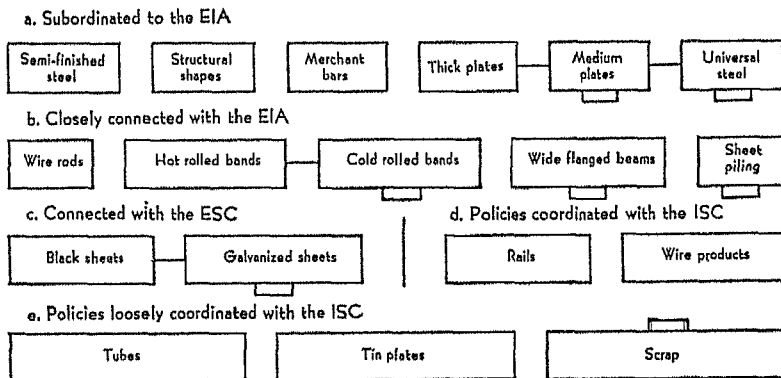 a. Subordinated to the EIA
Semi-finished steel
Structural shapes
Merchant bars
Thick plates
Medium plates
Universal steel
b. Closely connected with the EIA
Wire rods
Hot rolled bands
Cold rolled bands
Wide flanged beams
Sheet piling
c. Connected with the ESC
d. Policies coordinated with the ISC
Black sheets
Galvanized sheets
Rails
Wire products
e. Policies loosely coordinated with the ISC
Tubes
Tin plates
Scrap